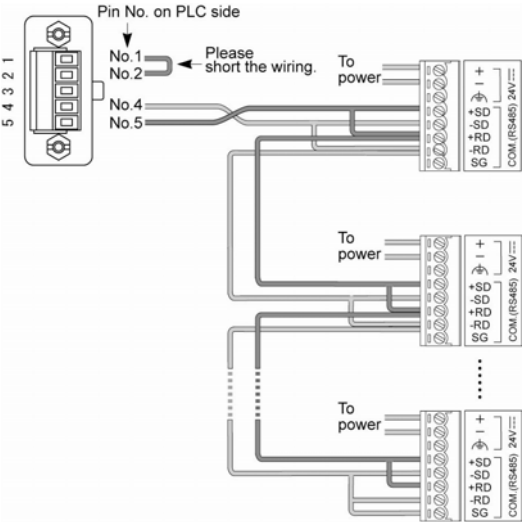 Pin No. on PLC side
1
2
3
4
5
No.1
No.2
No.4
No.5
Please
short the wiring.
To
power
+
−
24V
+SD
-SD
+RD
-RD
SG
COM.(RS485)
To
power
+
−
24V
+SD
-SD
+RD
-RD
SG
COM.(RS485)
To
power
+
−
24V
+SD
-SD
+RD
-RD
SG
COM.(RS485)